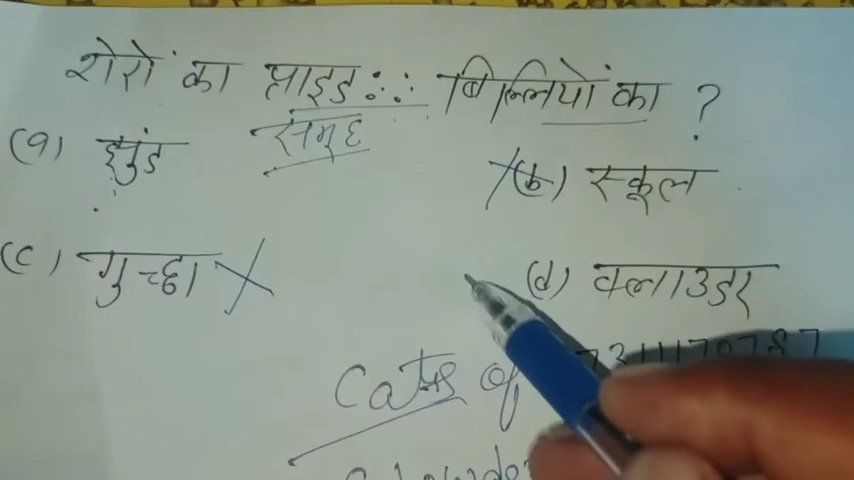 शेरों का प्राइड :: बिल्लियों का ?
समूह
(a) झुंड (b) स्कूल
(c) गुच्छा (d) क्लाउडर
Cats of